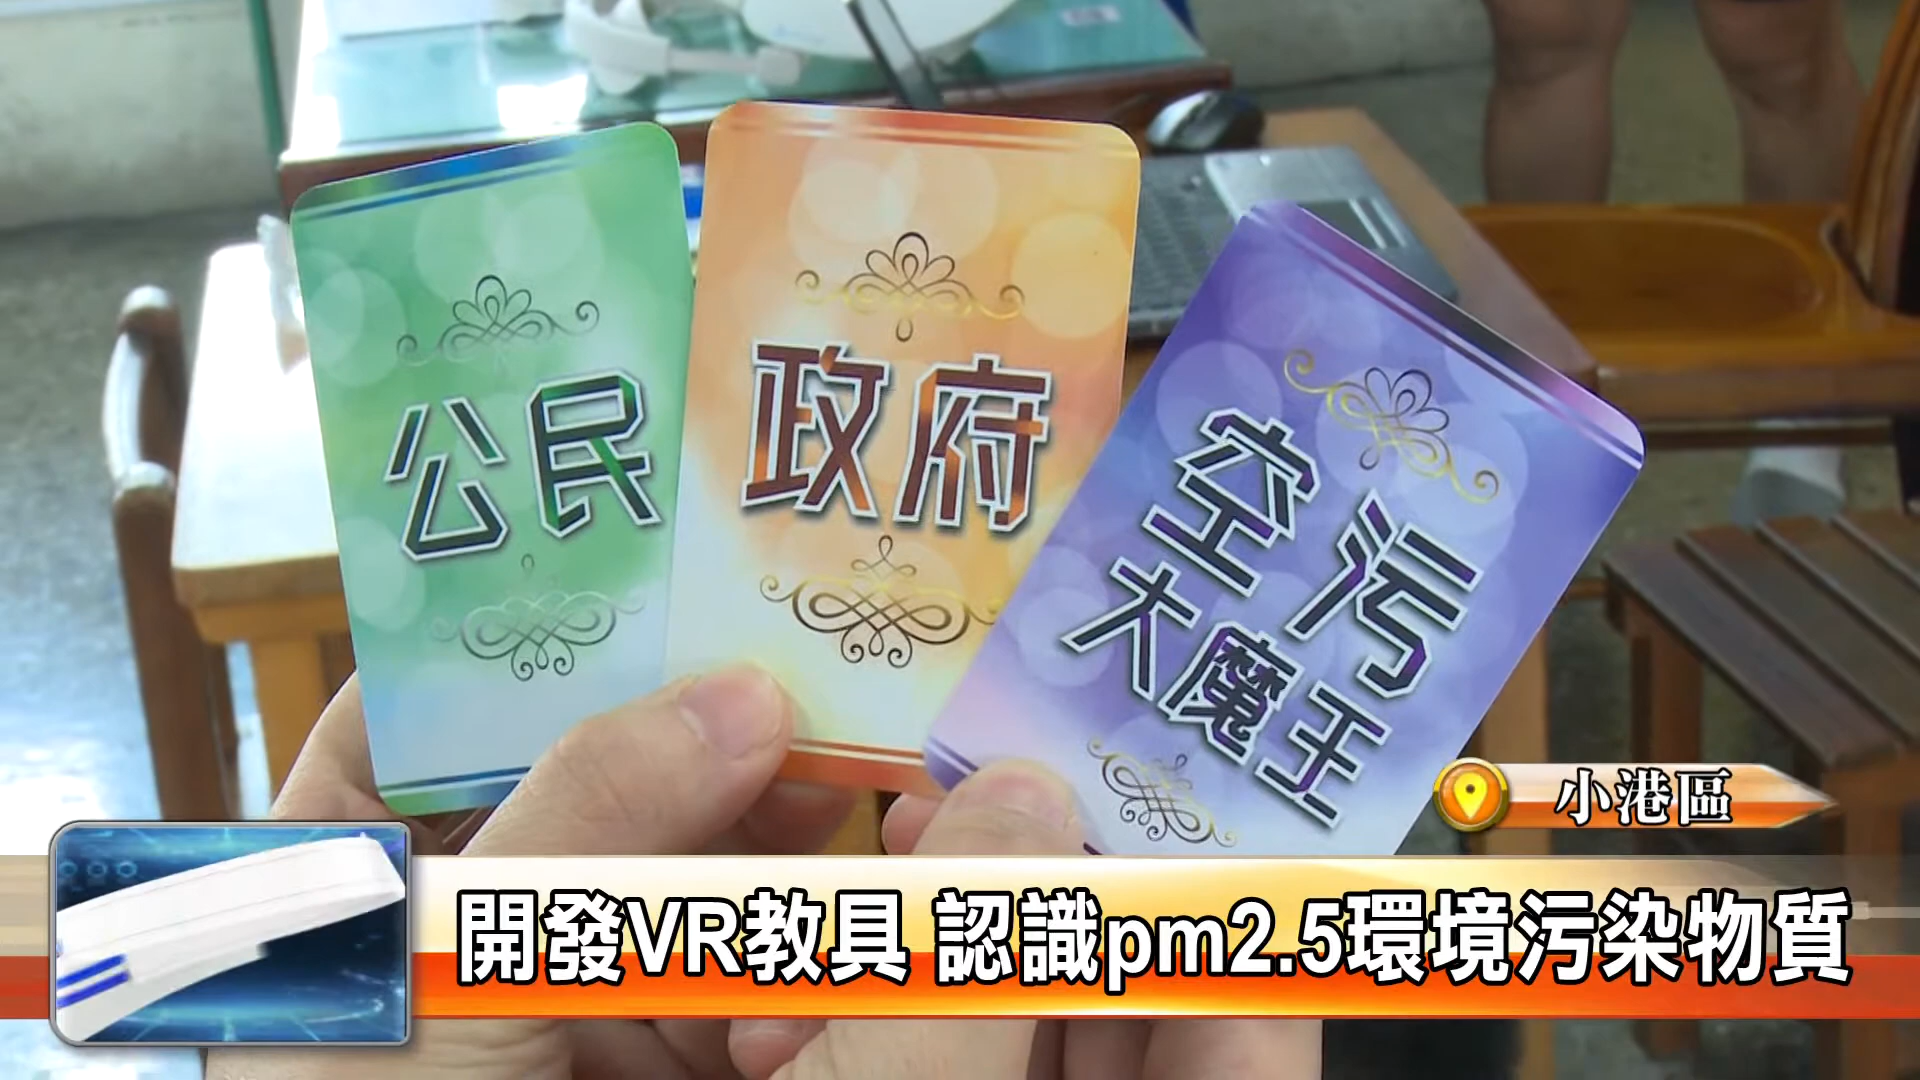 公民
政府
空污
大魔王
小港區
開發VR教具 認識pm2.5環境污染物質